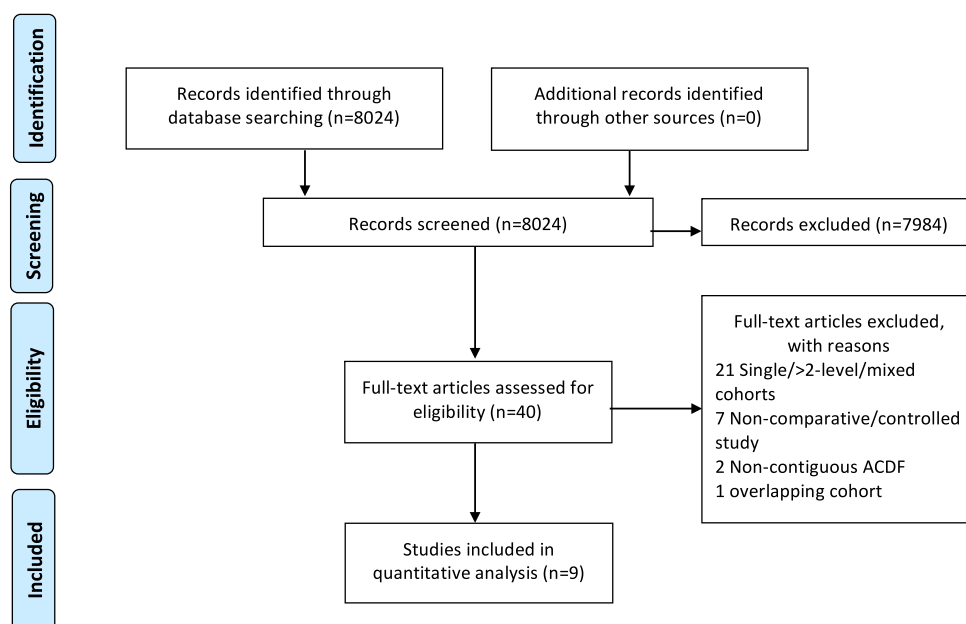 Identification
Records identified through
database searching (n=8024)
Additional records identified
through other sources (n=0)
Screening
Records screened (n=8024)
Records excluded (n=7984)
Eligibility
Full-text articles assessed for
eligibility (n=40)
Full-text articles excluded,
with reasons
21 Single/>2-level/mixed
cohorts
7 Non-comparative/controlled
study
2 Non-contiguous ACDF
1 overlapping cohort
Included
Studies included in
quantitative analysis (n=9)